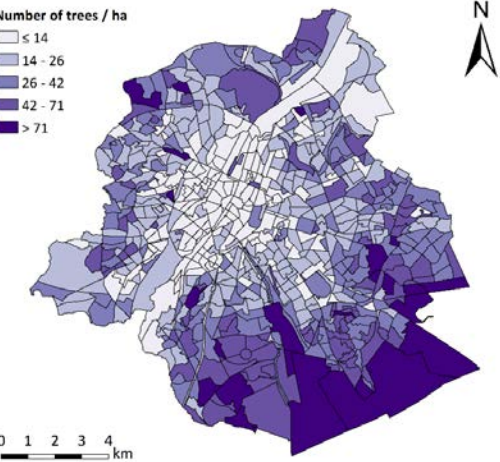 Number of trees / ha
≤ 14
14 - 26
26 - 42
42 - 71
> 71
N
0 1 2 3 4
km